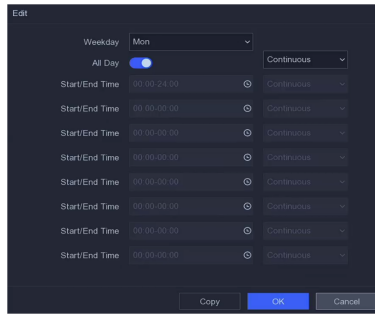 Edit
Weekday Mon
All Day Continuous
Start/End Time 00:00-24:00 Continuous
Start/End Time 00:00-00:00 Continuous
Start/End Time 00:00-00:00 Continuous
Start/End Time 00:00-00:00 Continuous
Start/End Time 00:00-00:00 Continuous
Start/End Time 00:00-00:00 Continuous
Start/End Time 00:00-00:00 Continuous
Start/End Time 00:00-00:00 Continuous
Copy OK Cancel